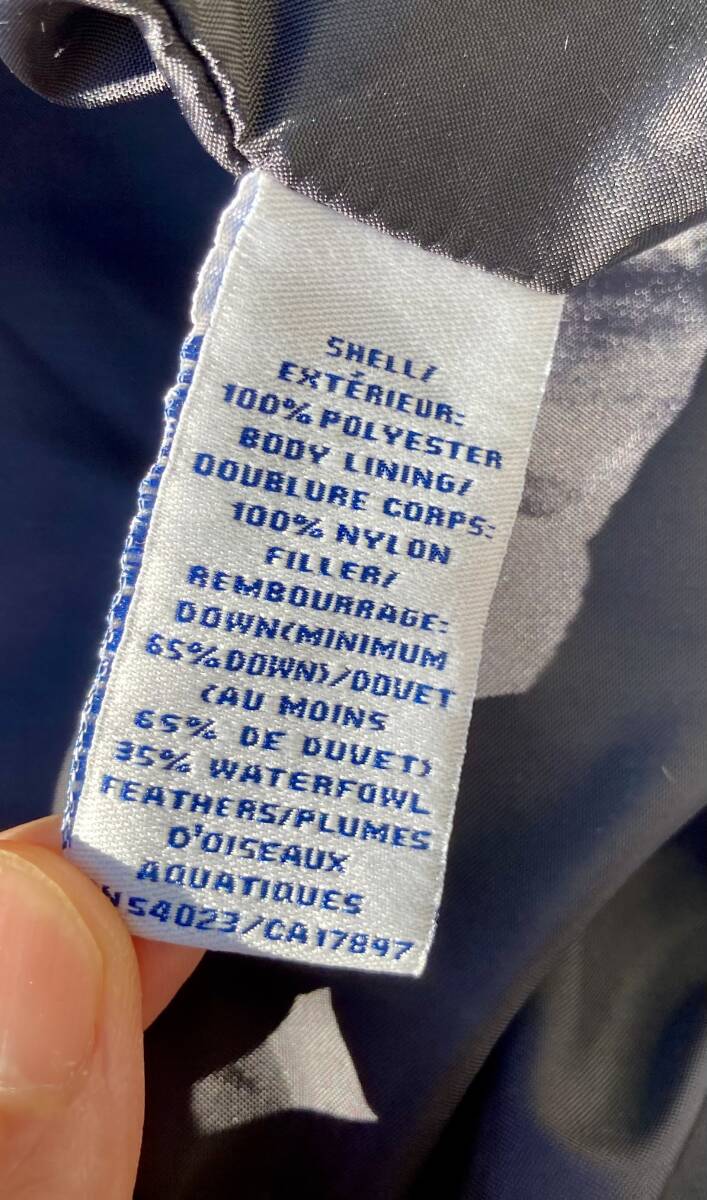 SHELL/
EXTÉRIEUR:
100% POLYESTER
BODY LINING/
DOUBLURE CORPS:
100% NYLON
FILLER/
REMBOURRAGE:
DOWN(MINIMUM
65%DOWN)/DUVET
(AU MOINS
65% DE DUVET)
35% WATERFOWL
FEATHERS/PLUMES
D'OISEAUX
AQUATIQUES
54023/CA17897